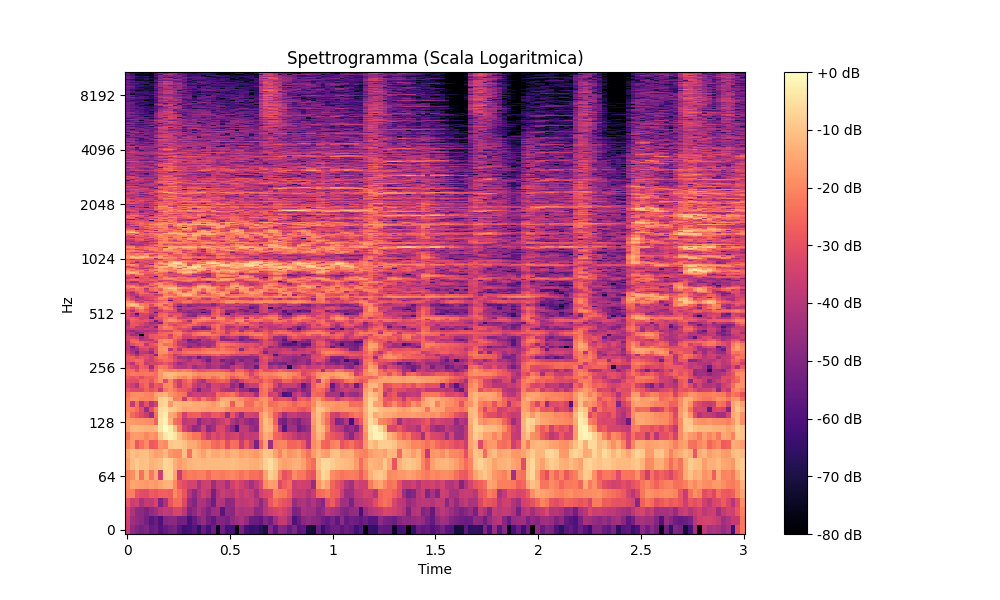 Spettrogramma (Scala Logaritmica)
Hz
8192
4096
2048
1024
512
256
128
64
0
0
0.5
1
1.5
2
2.5
3
Time
+0 dB
-10 dB
-20 dB
-30 dB
-40 dB
-50 dB
-60 dB
-70 dB
-80 dB